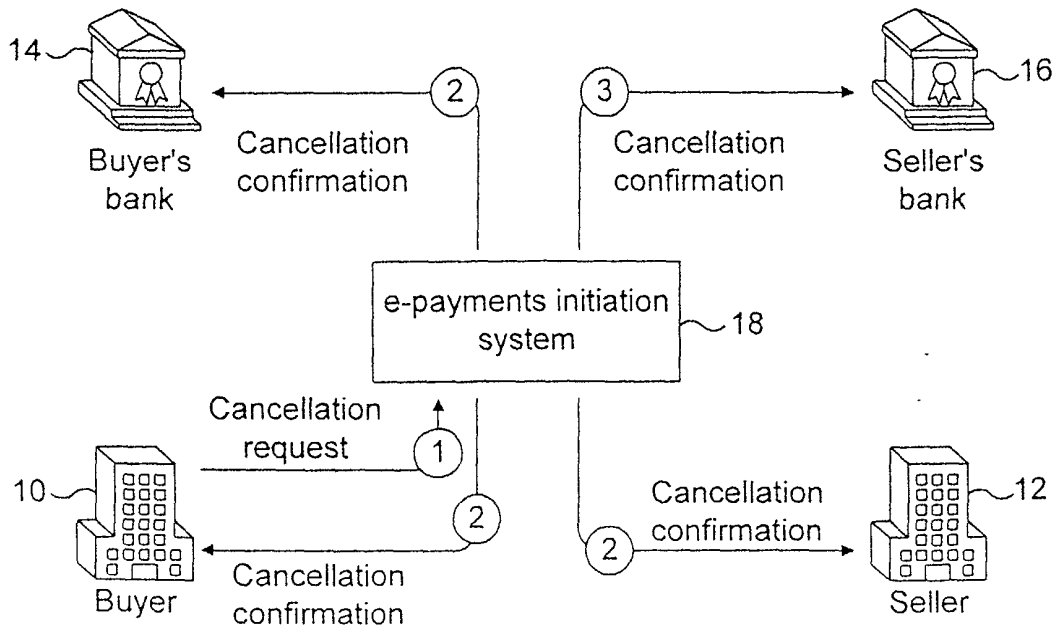 14
Buyer's
bank
2
Cancellation
confirmation
3
Cancellation
confirmation
16
Seller's
bank
e-payments initiation
system
18
Cancellation
request
1
10
Buyer
2
Cancellation
confirmation
2
Cancellation
confirmation
12
Seller